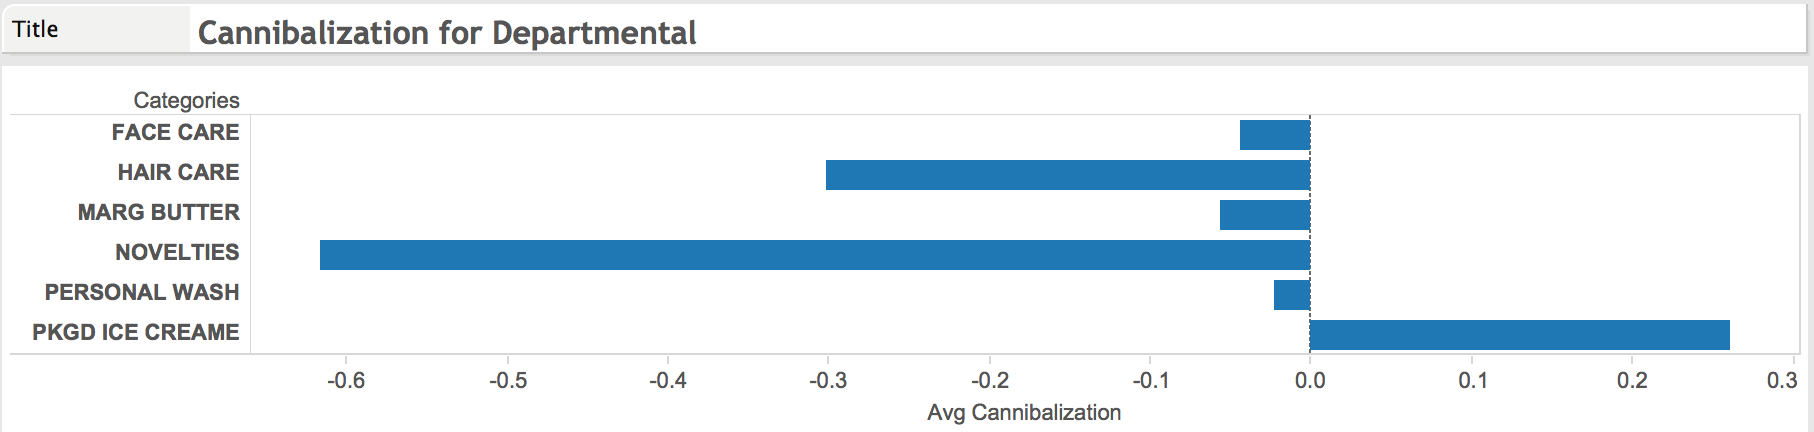 Title
Cannibalization for Departmental
Categories
FACE CARE
HAIR CARE
MARG BUTTER
NOVELTIES
PERSONAL WASH
PKGD ICE CREAME
-0.6 -0.5 -0.4 -0.3 -0.2 -0.1 0.0 0.1 0.2 0.3
Avg Cannibalization